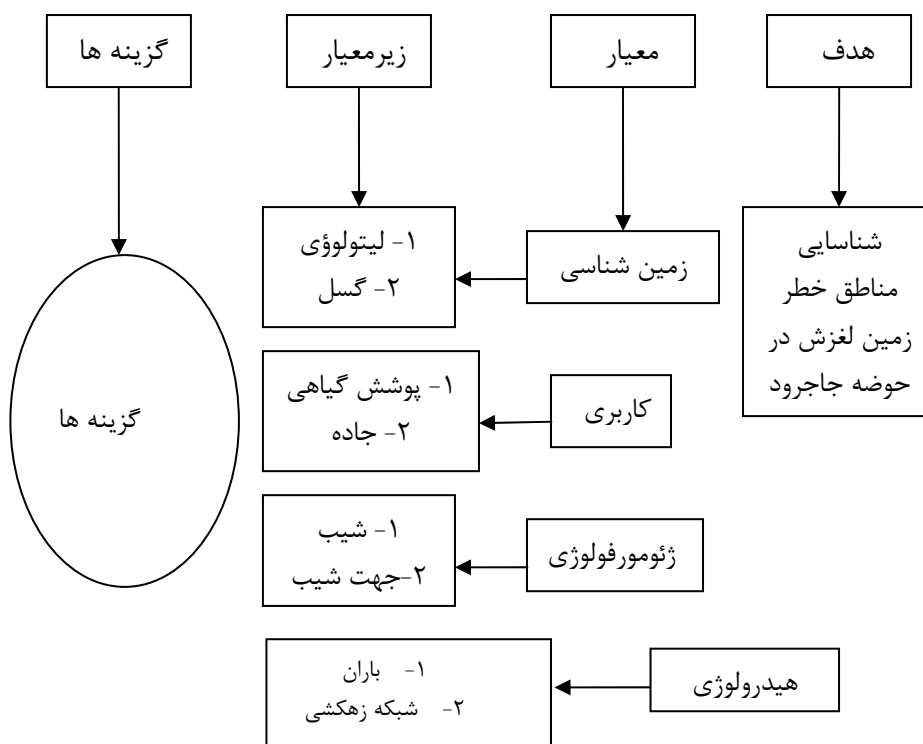 هدف
معیار
زیرمعیار
گزینه ها
شناسایی
مناطق خطر
زمین لغزش در
حوضه جاجرود
زمین شناسی
۱- لیتولوؤی
۲- گسل
کاربری
۱- پوشش گیاهی
۲- جاده
گزینه ها
ژئومورفولوژی
۱- شیب
۲-جهت شیب
هیدرولوژی
۱- باران
۲- شبکه زهکشی